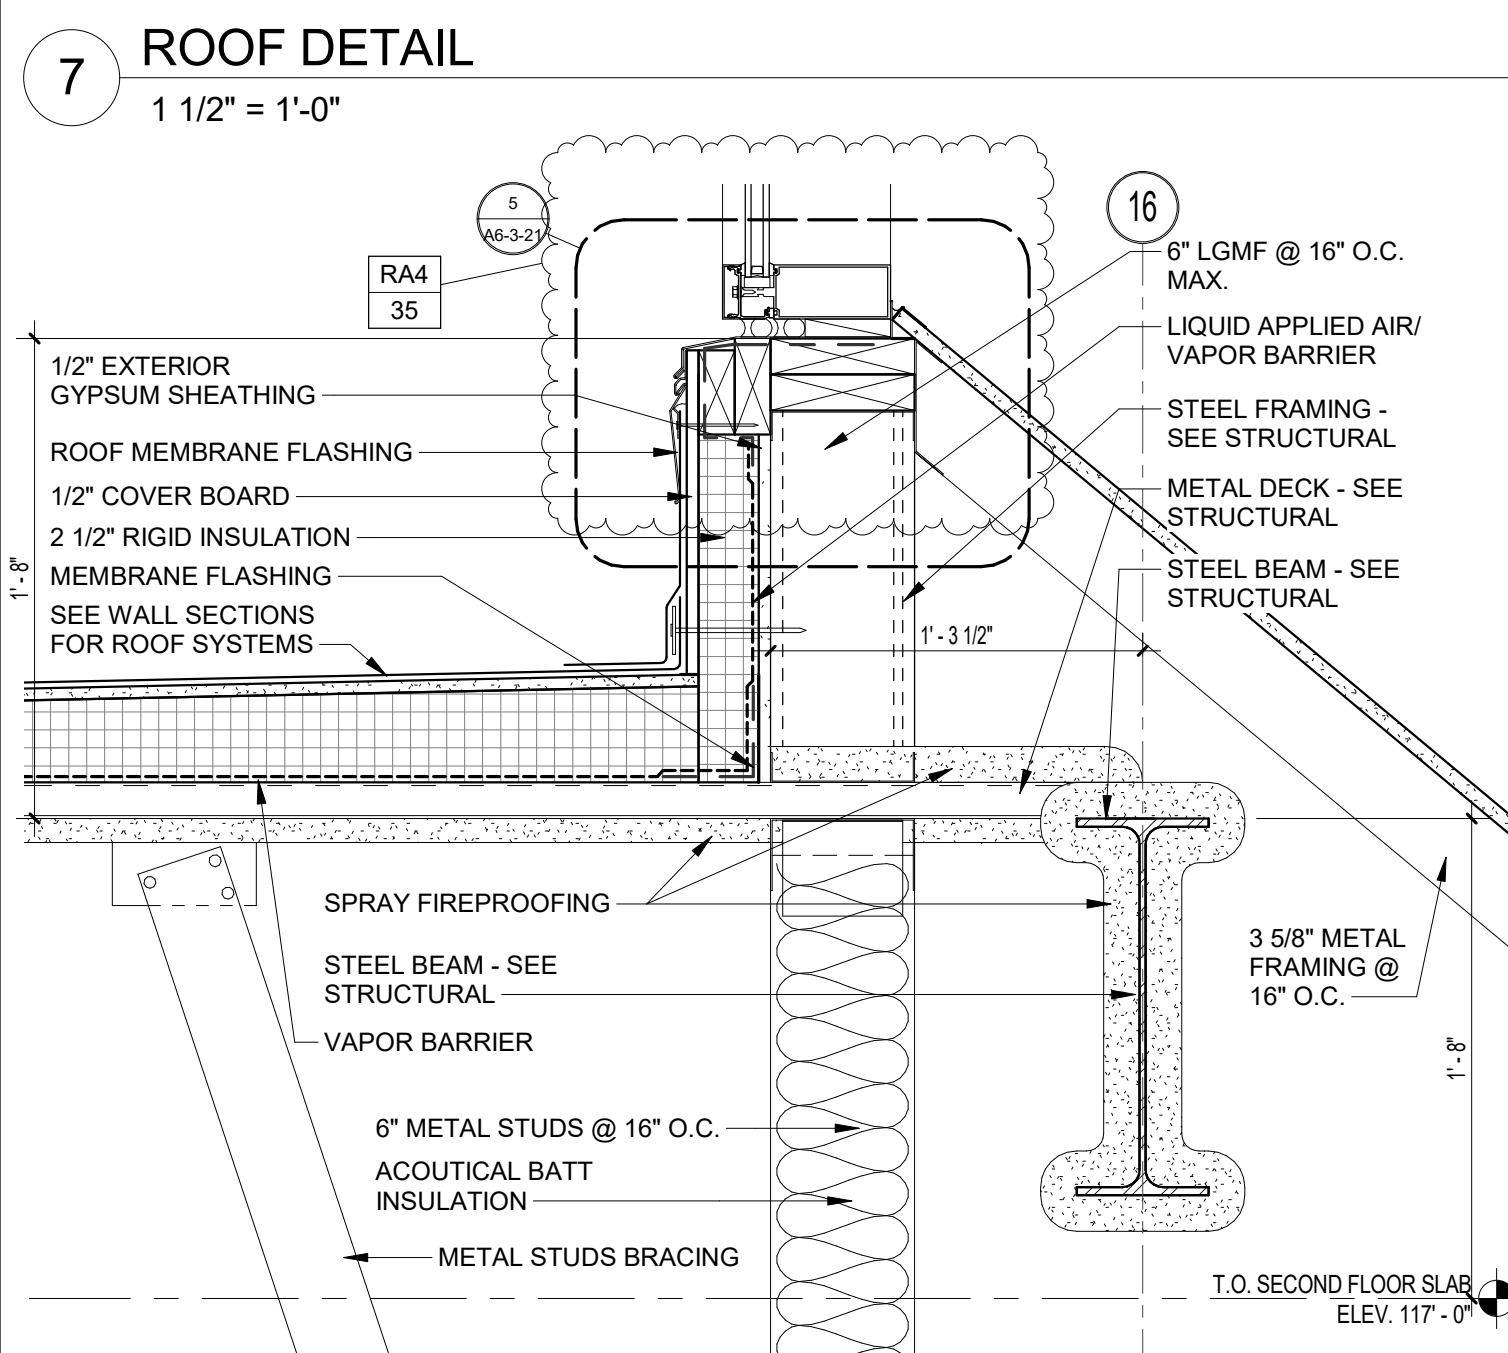 7
ROOF DETAIL
1 1/2" = 1'-0"
5
A6-3-21
RA4
35
16
6" LGMF @ 16" O.C.
MAX.
LIQUID APPLIED AIR/
VAPOR BARRIER
STEEL FRAMING -
SEE STRUCTURAL
METAL DECK - SEE
STRUCTURAL
STEEL BEAM - SEE
STRUCTURAL
1/2" EXTERIOR
GYPSUM SHEATHING
ROOF MEMBRANE FLASHING
1/2" COVER BOARD
2 1/2" RIGID INSULATION
MEMBRANE FLASHING
SEE WALL SECTIONS
FOR ROOF SYSTEMS
1' - 8"
1' - 3 1/2"
SPRAY FIREPROOFING
STEEL BEAM - SEE
STRUCTURAL
VAPOR BARRIER
3 5/8" METAL
FRAMING @
16" O.C.
1' - 8"
6" METAL STUDS @ 16" O.C.
ACOUTICAL BATT
INSULATION
METAL STUDS BRACING
T.O. SECOND FLOOR SLAB
ELEV. 117' - 0"